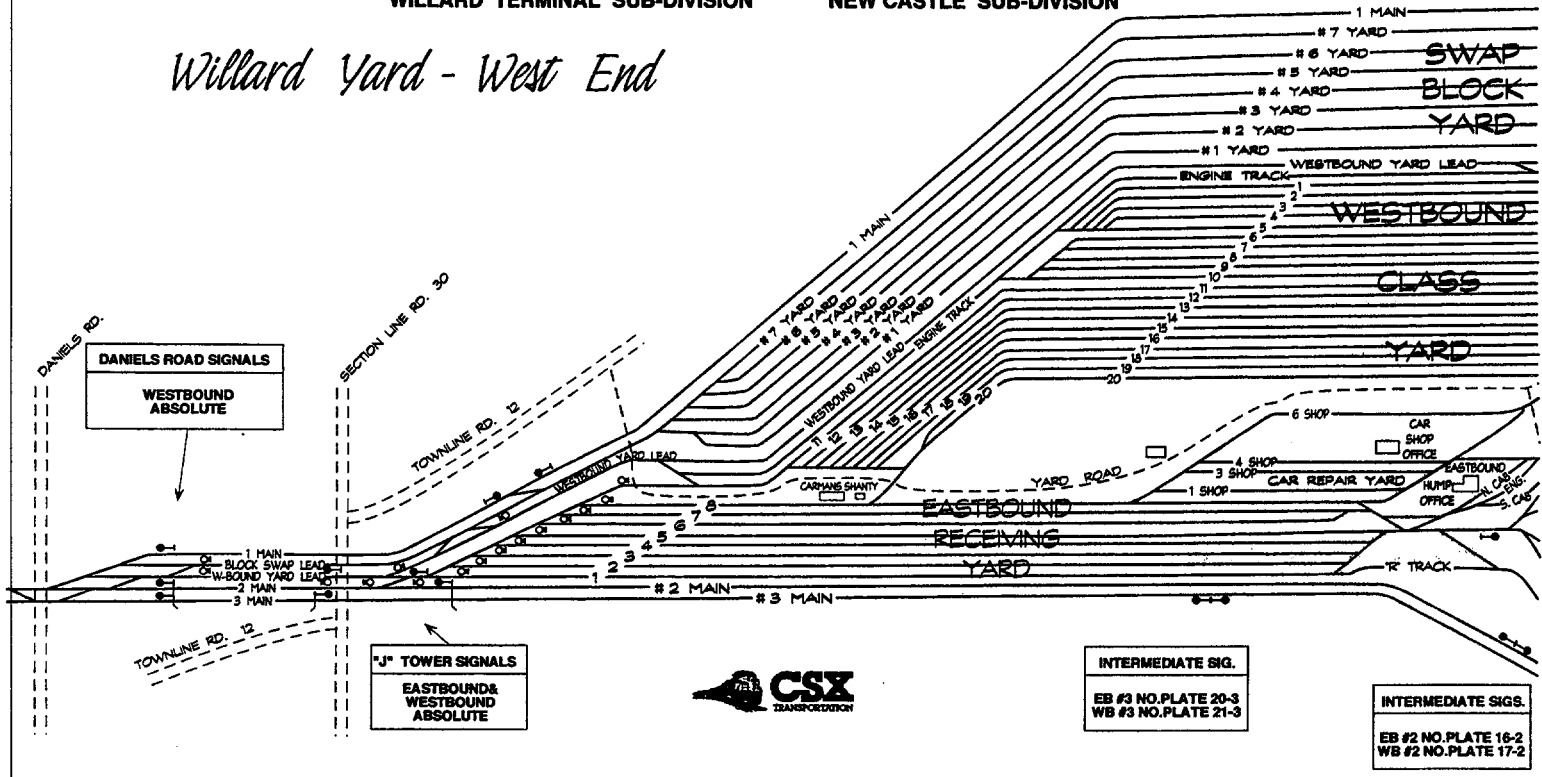 WILLARD TERMINAL SUB-DIVISION
NEW CASTLE SUB-DIVISION
Willard Yard - West End
1 MAIN
#7 YARD
#6 YARD
#5 YARD
#4 YARD
#3 YARD
#2 YARD
#1 YARD
SWAP
BLOCK
YARD
WESTBOUND YARD LEAD
ENGINE TRACK
1
2
3
4
5
6
7
8
9
10
11
12
13
14
15
16
17
18
19
20
WESTBOUND
CLASS
YARD
1 MAIN
#7 YARD
#6 YARD
#5 YARD
#4 YARD
#3 YARD
#2 YARD
#1 YARD
WESTBOUND YARD LEAD
ENGINE TRACK
11
12
13
14
15
16
17
18
19
20
DANIELS RD.
SECTION LINE RD. 30
DANIELS ROAD SIGNALS
WESTBOUND
ABSOLUTE
TOWNLINE RD. 12
WESTBOUND YARD LEAD
CARMANS SHANTY
YARD ROAD
6 SHOP
4 SHOP
3 SHOP
1 SHOP
CAR
SHOP
OFFICE
CAR REPAIR YARD
EASTBOUND
HUMP
OFFICE
N. CAB
ENG.
S. CAB
EASTBOUND
RECEIVING
YARD
8
7
6
5
4
3
2
1
"R" TRACK
1 MAIN
BLOCK SWAP LEAD
W-BOUND YARD LEAD
2 MAIN
3 MAIN
#2 MAIN
#3 MAIN
TOWNLINE RD. 12
"J" TOWER SIGNALS
EASTBOUND&
WESTBOUND
ABSOLUTE
CSX
TRANSPORTATION
INTERMEDIATE SIG.
EB #3 NO.PLATE 20-3
WB #3 NO.PLATE 21-3
INTERMEDIATE SIGS.
EB #2 NO.PLATE 16-2
WB #2 NO.PLATE 17-2